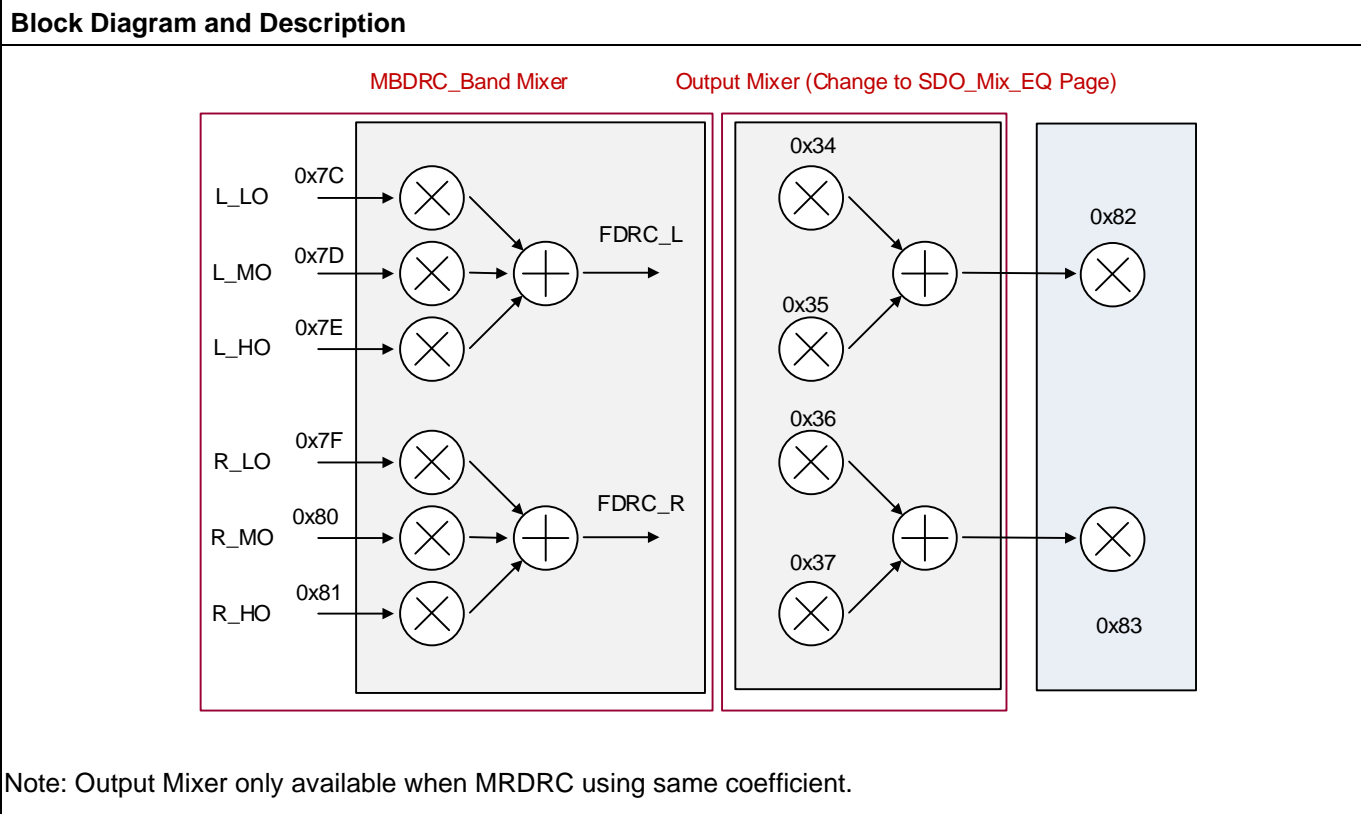 Block Diagram and Description
MBDRC_Band Mixer
Output Mixer (Change to SDO_Mix_EQ Page)
L_LO
0x7C
L_MO
0x7D
L_HO
0x7E
FDRC_L
R_LO
0x7F
R_MO
0x80
R_HO
0x81
FDRC_R
0x34
0x35
0x36
0x37
0x82
0x83
Note: Output Mixer only available when MRDRC using same coefficient.